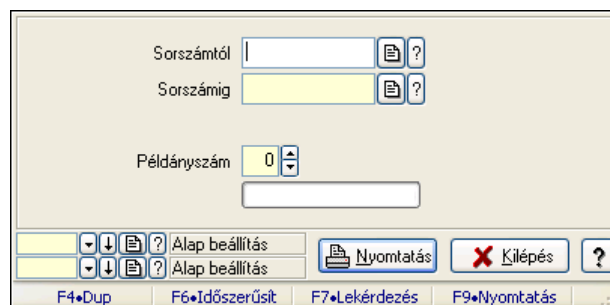 Sorszámtól ?
Sorszámig ?
Példányszám 0
? Alap beállítás
? Alap beállítás
Nyomtatás Kilépés ?
F4•Dup F6•Időszerűsít F7•Lekérdezés F9•Nyomtatás